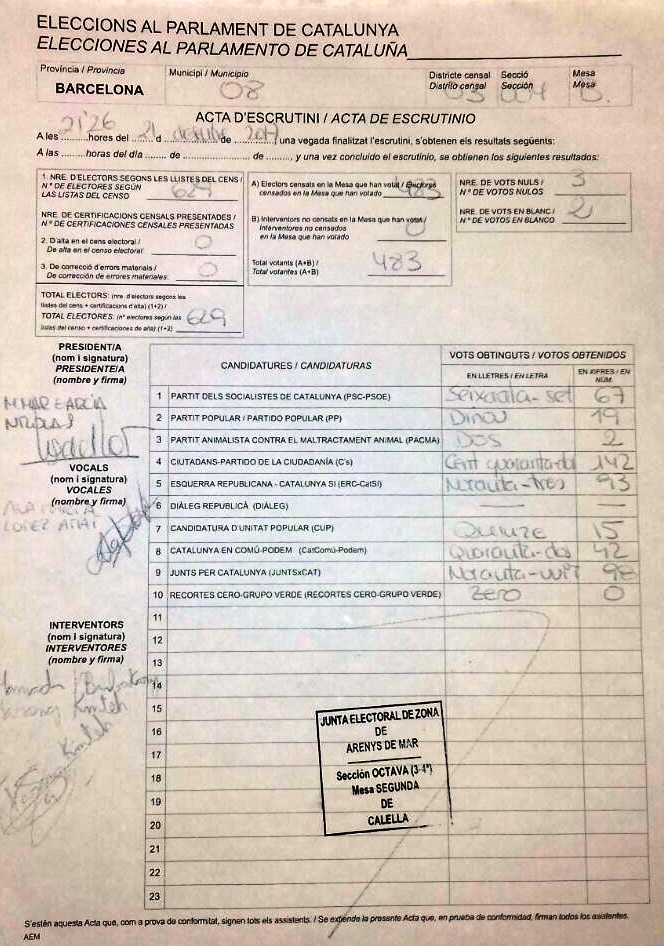 ELECCIONS AL PARLAMENT DE CATALUNYA
ELECCIONES AL PARLAMENTO DE CATALUÑA
Província / Provincia
BARCELONA
Municipi / Municipio
08
Districte censal
Distrito censal
03
Secció
Sección
004
Mesa
Mesa
B.
ACTA D'ESCRUTINI / ACTA DE ESCRUTINIO
A les 21'26 hores del 21 d desembre de 2017, una vegada finalitzat l'escrutini, s'obtenen els resultats següents:
A las ......... horas del día ...... de ............... de ........., y una vez concluido el escrutinio, se obtienen los siguientes resultados:
1. NRE. D'ELECTORS SEGONS LES LLISTES DEL CENS /
N.º DE ELECTORES SEGÚN
LAS LISTAS DEL CENSO 629
NRE. DE CERTIFICACIONS CENSALS PRESENTADES /
N.º DE CERTIFICACIONES CENSALES PRESENTADAS
2. D'alta en el cens electoral / 0
De alta en el censo electoral:
3. De correcció d'errors materials / 0
De corrección de errores materiales:
TOTAL ELECTORS: (nre. d'electors segons les
llistes del cens + certificacions d'alta) (1+2) /
TOTAL ELECTORES: (n.º electores según las 629
listas del censo + certificaciones de alta) (1+2)
A) Electors censats en la Mesa que han votat / Electores
censados en la Mesa que han votado 483
B) Interventors no censats en la Mesa que han votat /
Interventores no censados 0
en la Mesa que han votado
Total votants (A+B) / 483
Total votantes (A+B)
NRE. DE VOTS NULS / 3
N.º DE VOTOS NULOS
NRE. DE VOTS EN BLANC / 2
N.º DE VOTOS EN BLANCO
PRESIDENT/A
(nom i signatura)
PRESIDENTE/A
(nombre y firma)
M MAR GARCÍA
NICOLAS
VOCALS
(nom i signatura)
VOCALES
(nombre y firma)
LOPEZ
INTERVENTORS
(nom i signatura)
INTERVENTORES
(nombre y firma)
Kinteh
Kinteh
CANDIDATURES / CANDIDATURAS
VOTS OBTINGUTS / VOTOS OBTENIDOS
EN LLETRES / EN LETRA
EN XIFRES / EN NÚM.
1 PARTIT DELS SOCIALISTES DE CATALUNYA (PSC-PSOE) Seixanta-set 67
2 PARTIT POPULAR / PARTIDO POPULAR (PP) Dinou 19
3 PARTIT ANIMALISTA CONTRA EL MALTRACTAMENT ANIMAL (PACMA) Dos 2
4 CIUTADANS-PARTIDO DE LA CIUDADANÍA (C's) Cent quaranta-dos 142
5 ESQUERRA REPUBLICANA - CATALUNYA SI (ERC-CatSí) Noranta-tres 93
6 DIÀLEG REPUBLICÀ (DIÀLEG) — —
7 CANDIDATURA D'UNITAT POPULAR (CUP) Quinze 15
8 CATALUNYA EN COMÚ-PODEM (CatComú-Podem) Quaranta-dos 42
9 JUNTS PER CATALUNYA (JUNTSxCAT) Noranta-vuit 98
10 RECORTES CERO-GRUPO VERDE (RECORTES CERO-GRUPO VERDE) Zero 0
11
12
13
14
15
16
17
18
19
20
21
22
23
JUNTA ELECTORAL DE ZONA
DE
ARENYS DE MAR
Sección OCTAVA (3-4ª)
Mesa SEGUNDA
DE
CALELLA
S'estén aquesta Acta que, com a prova de conformitat, signen tots els assistents. / Se extiende la presente Acta que, en prueba de conformidad, firman todos los asistentes.
AEM